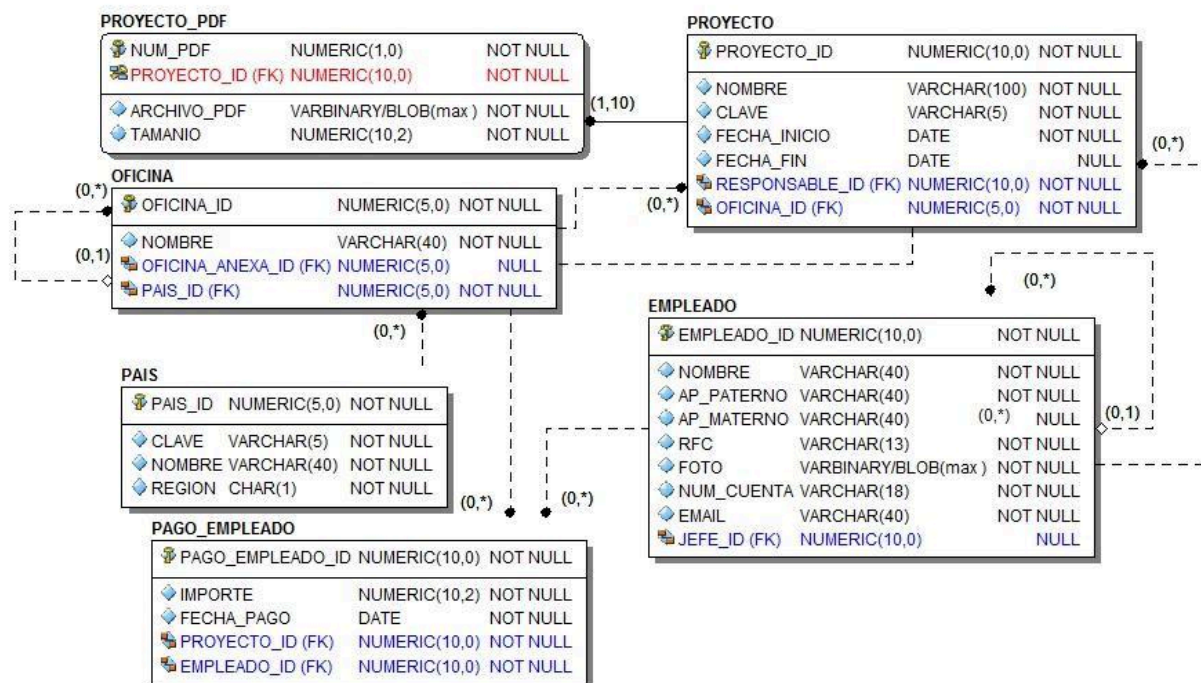 PROYECTO_PDF
NUM_PDF NUMERIC(1,0) NOT NULL
PROYECTO_ID (FK) NUMERIC(10,0) NOT NULL
ARCHIVO_PDF VARBINARY/BLOB(max ) NOT NULL
TAMANIO NUMERIC(10,2) NOT NULL
(1,10)
PROYECTO
PROYECTO_ID NUMERIC(10,0) NOT NULL
NOMBRE VARCHAR(100) NOT NULL
CLAVE VARCHAR(5) NOT NULL
FECHA_INICIO DATE NOT NULL
FECHA_FIN DATE NULL
RESPONSABLE_ID (FK) NUMERIC(10,0) NOT NULL
OFICINA_ID (FK) NUMERIC(5,0) NOT NULL
(0,*)
(0,*)
OFICINA
(0,*)
OFICINA_ID NUMERIC(5,0) NOT NULL
NOMBRE VARCHAR(40) NOT NULL
(0,1)
OFICINA_ANEXA_ID (FK) NUMERIC(5,0) NULL
PAIS_ID (FK) NUMERIC(5,0) NOT NULL
(0,*)
PAIS
PAIS_ID NUMERIC(5,0) NOT NULL
CLAVE VARCHAR(5) NOT NULL
NOMBRE VARCHAR(40) NOT NULL
REGION CHAR(1) NOT NULL
EMPLEADO
(0,*)
EMPLEADO_ID NUMERIC(10,0) NOT NULL
NOMBRE VARCHAR(40) NOT NULL
AP_PATERNO VARCHAR(40) NOT NULL
AP_MATERNO VARCHAR(40) (0,*) NULL
(0,1)
RFC VARCHAR(13) NOT NULL
FOTO VARBINARY/BLOB(max ) NOT NULL
NUM_CUENTA VARCHAR(18) NOT NULL
EMAIL VARCHAR(40) NOT NULL
JEFE_ID (FK) NUMERIC(10,0) NULL
(0,*)
(0,*)
PAGO_EMPLEADO
PAGO_EMPLEADO_ID NUMERIC(10,0) NOT NULL
IMPORTE NUMERIC(10,2) NOT NULL
FECHA_PAGO DATE NOT NULL
PROYECTO_ID (FK) NUMERIC(10,0) NOT NULL
EMPLEADO_ID (FK) NUMERIC(10,0) NOT NULL